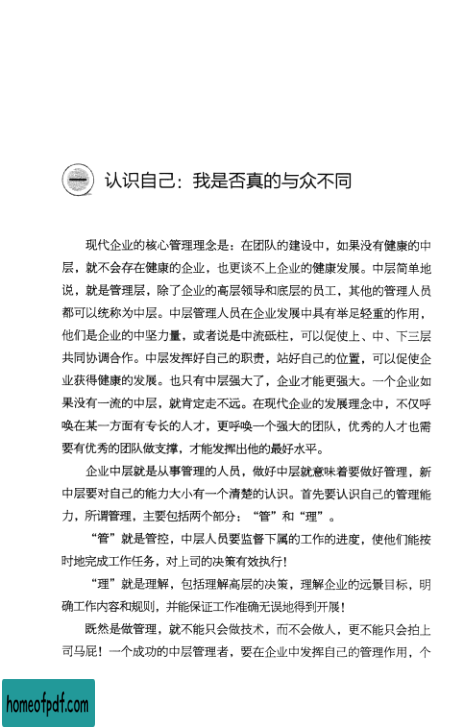 一 认识自己：我是否真的与众不同
现代企业的核心管理理念是：在团队的建设中，如果没有健康的中
层，就不会存在健康的企业，也更谈不上企业的健康发展。中层简单地
说，就是管理层，除了企业的高层领导和底层的员工，其他的管理人员
都可以统称为中层。中层管理人员在企业发展中具有举足轻重的作用，
他们是企业的中坚力量，或者说是中流砥柱，可以促使上、中、下三层
共同协调合作。中层发挥好自己的职责，站好自己的位置，可以促使企
业获得健康的发展。也只有中层强大了，企业才能更强大。一个企业如
果没有一流的中层，就肯定走不远。在现代企业的发展理念中，不仅呼
唤在某一方面有专长的人才，更呼唤一个强大的团队，优秀的人才也需
要有优秀的团队做支撑，才能发挥出他的最好水平。
企业中层就是从事管理的人员，做好中层就意味着要做好管理，新
中层要对自己的能力大小有一个清楚的认识。首先要认识自己的管理能
力，所谓管理，主要包括两个部分：“管”和“理”。
“管”就是管控，中层人员要监督下属的工作的进度，使他们能按
时地完成工作任务，对上司的决策有效执行！
“理”就是理解，包括理解高层的决策，理解企业的远景目标，明
确工作内容和规则，并能保证工作准确无误地得到开展！
既然是做管理，就不能只会做技术，而不会做人，更不能只会拍上
司马屁！一个成功的中层管理者，要在企业中发挥自己的管理作用，个
homeofpdf.com